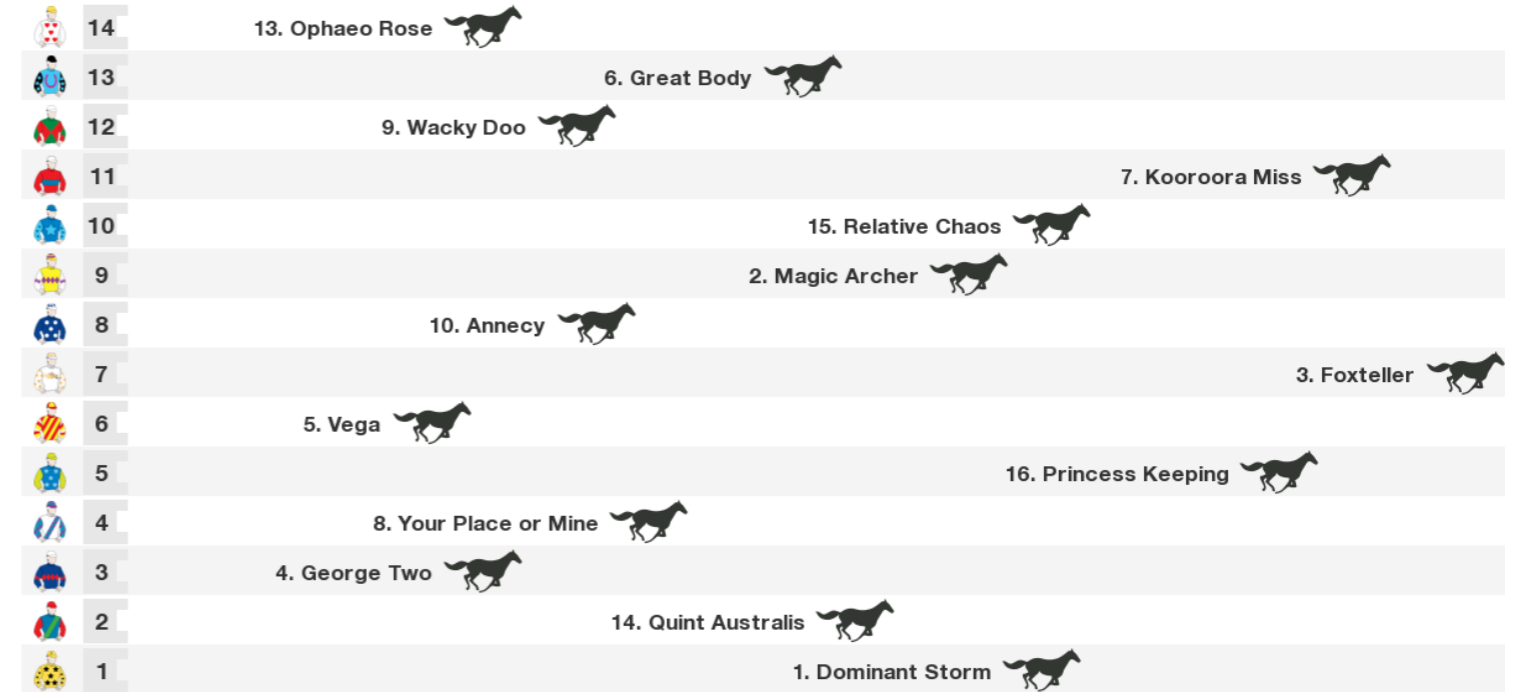 14 13. Ophaeo Rose
13 6. Great Body
12 9. Wacky Doo
11 7. Kooroora Miss
10 15. Relative Chaos
9 2. Magic Archer
8 10. Annecy
7 3. Foxteller
6 5. Vega
5 16. Princess Keeping
4 8. Your Place or Mine
3 4. George Two
2 14. Quint Australis
1 1. Dominant Storm